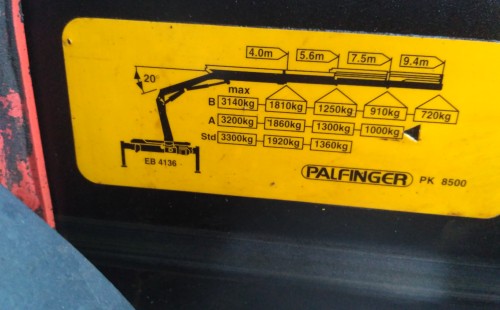 4.0m 5.6m 7.5m 9.4m
20°
max
B 3140kg 1810kg 1250kg 910kg 720kg
A 3200kg 1860kg 1300kg 1000kg
Std 3300kg 1920kg 1360kg
EB 4136
PALFINGER PK 8500